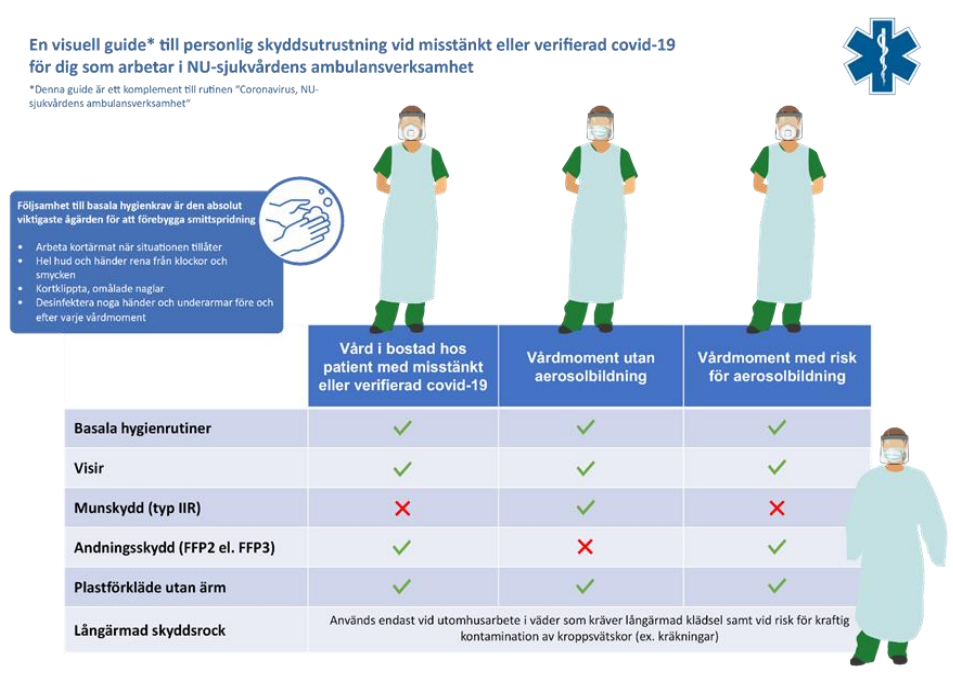 En visuell guide* till personlig skyddsutrustning vid misstänkt eller verifierad covid-19
för dig som arbetar i NU-sjukvårdens ambulansverksamhet
*Denna guide är ett komplement till rutinen "Coronavirus, NU-
sjukvårdens ambulansverksamhet"
Följsamhet till basala hygienkrav är den absolut
viktigaste ågärden för att förebygga smittspridning
• Arbeta kortärmat när situationen tillåter
• Hel hud och händer rena från klockor och
smycken
• Kortklippta, omålade naglar
• Desinfektera noga händer och underarmar före och
efter varje vårdmoment
Vård i bostad hos
patient med misstänkt
eller verifierad covid-19
Vårdmoment utan
aerosolbildning
Vårdmoment med risk
för aerosolbildning
Basala hygienrutiner
Visir
Munskydd (typ IIR)
Andningsskydd (FFP2 el. FFP3)
Plastförkläde utan ärm
Långärmad skyddsrock
Används endast vid utomhusarbete i väder som kräver långärmad klädsel samt vid risk för kraftig
kontamination av kroppsvätskor (ex. kräkningar)